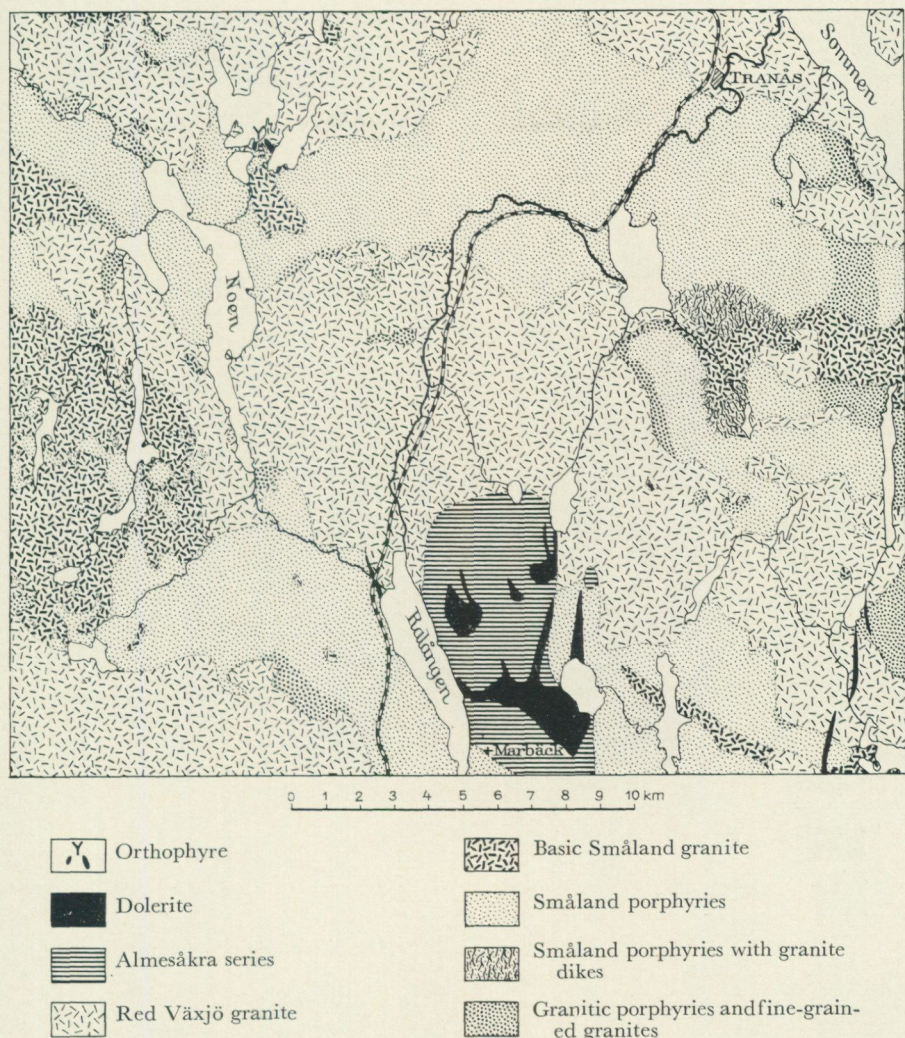 Sommen
TRANÅS
Noen
Ralången
Marbäck
0 1 2 3 4 5 6 7 8 9 10 km
Orthophyre
Dolerite
Almesåkra series
Red Växjö granite
Basic Småland granite
Småland porphyries
Småland porphyries with granite
dikes
Granitic porphyries and fine-grain-
ed granites